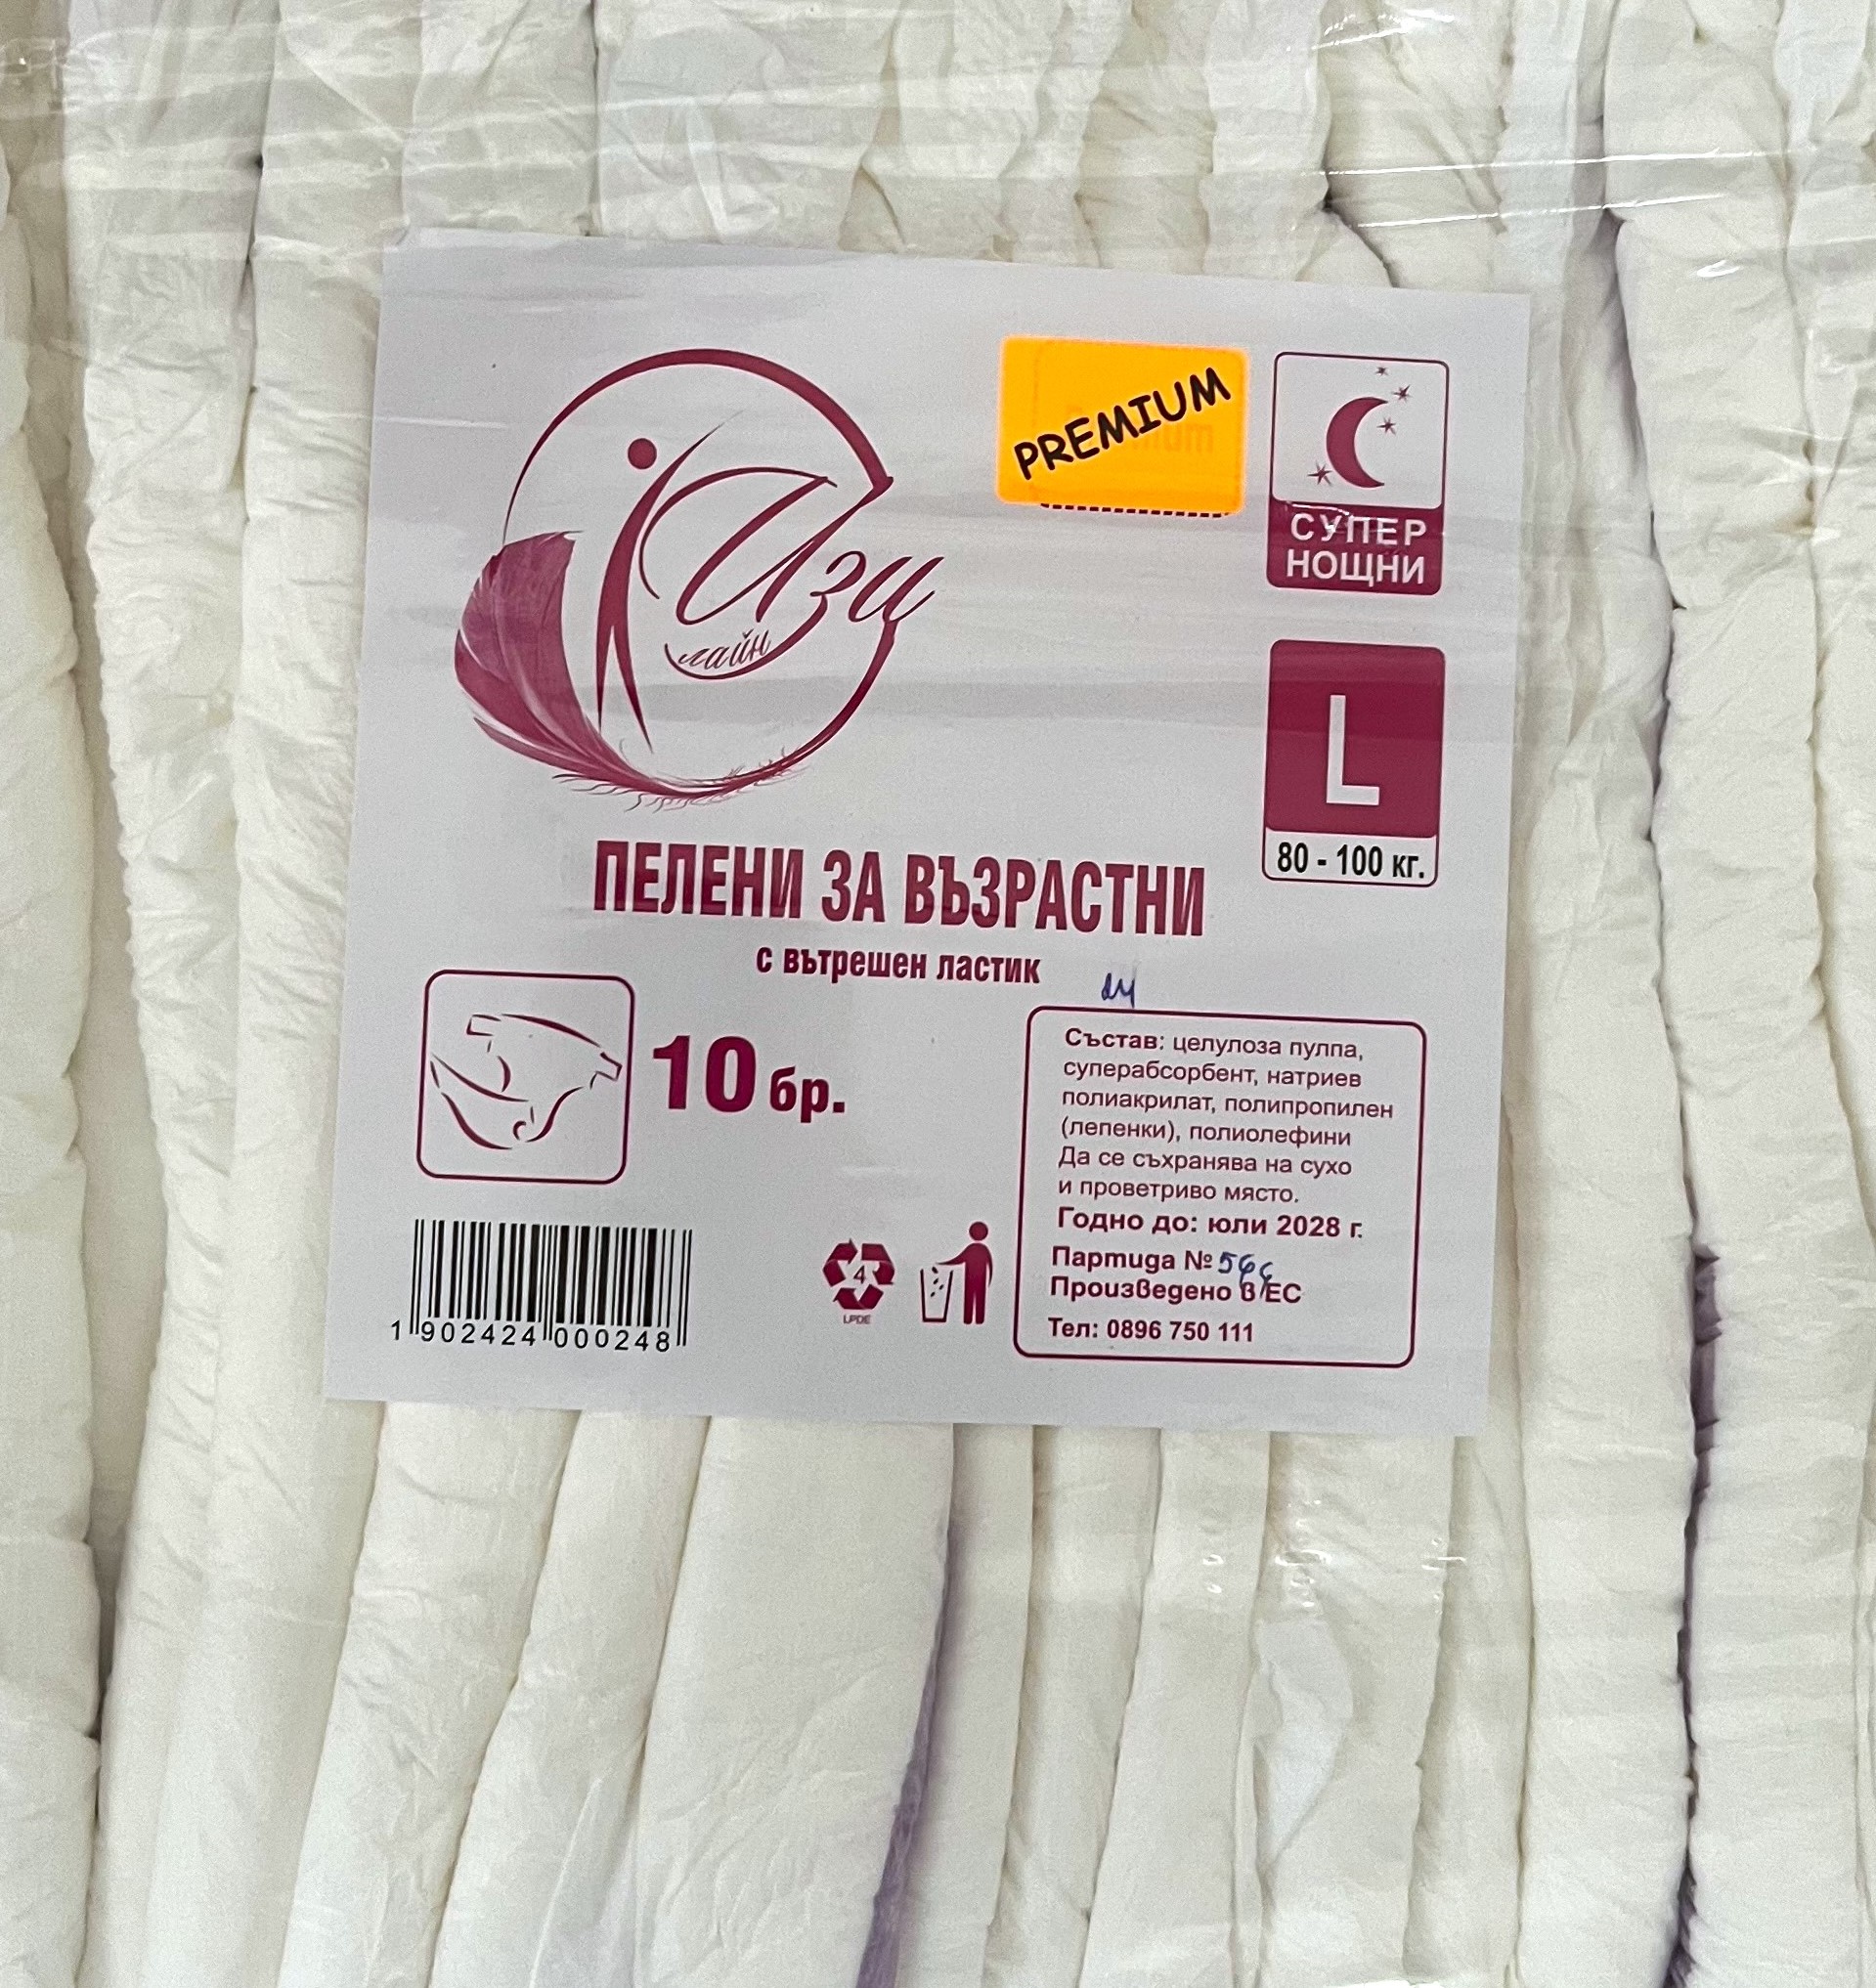 Изи
лайн
PREMIUM
СУПЕР
НОЩНИ
L
80 - 100 кг.
ПЕЛЕНИ ЗА ВЪЗРАСТНИ
с вътрешен ластик
10 бр.
Състав: целулоза пулпа,
суперабсорбент, натриев
полиакрилат, полипропилен
(лепенки), полиолефини
Да се съхранява на сухо
и проветриво място.
Годно до: юли 2028 г.
Партида №
Произведено в ЕС
Тел: 0896 750 111
4
LPDE
1 902424 000248